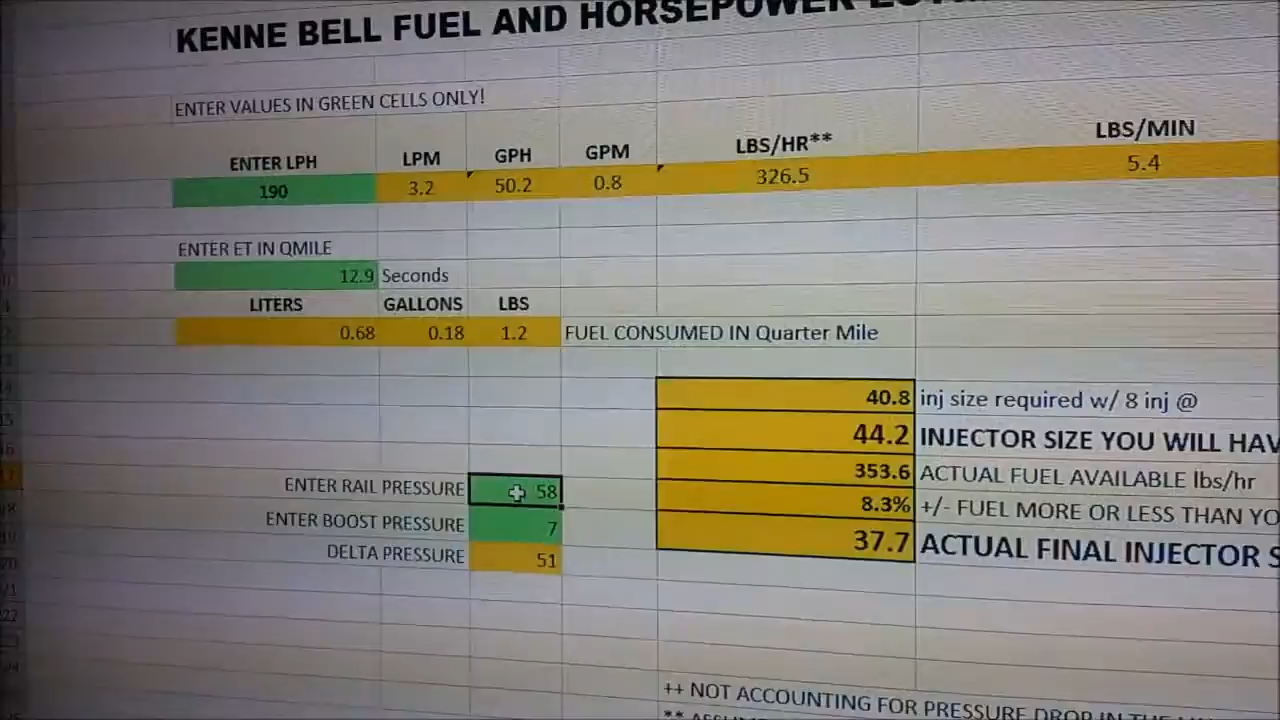 KENNE BELL FUEL AND HORSEPOWER
ENTER VALUES IN GREEN CELLS ONLY!
ENTER LPH LPM GPH GPM LBS/HR** LBS/MIN
190 3.2 50.2 0.8 326.5 5.4
ENTER ET IN QMILE
12.9 Seconds
LITERS GALLONS LBS
0.68 0.18 1.2 FUEL CONSUMED IN Quarter Mile
40.8 inj size required w/ 8 inj @
44.2 INJECTOR SIZE YOU WILL HAV
ENTER RAIL PRESSURE 58 353.6 ACTUAL FUEL AVAILABLE lbs/hr
ENTER BOOST PRESSURE 7 8.3% +/- FUEL MORE OR LESS THAN YO
DELTA PRESSURE 51 37.7 ACTUAL FINAL INJECTOR S
++ NOT ACCOUNTING FOR PRESSURE DROP IN THE